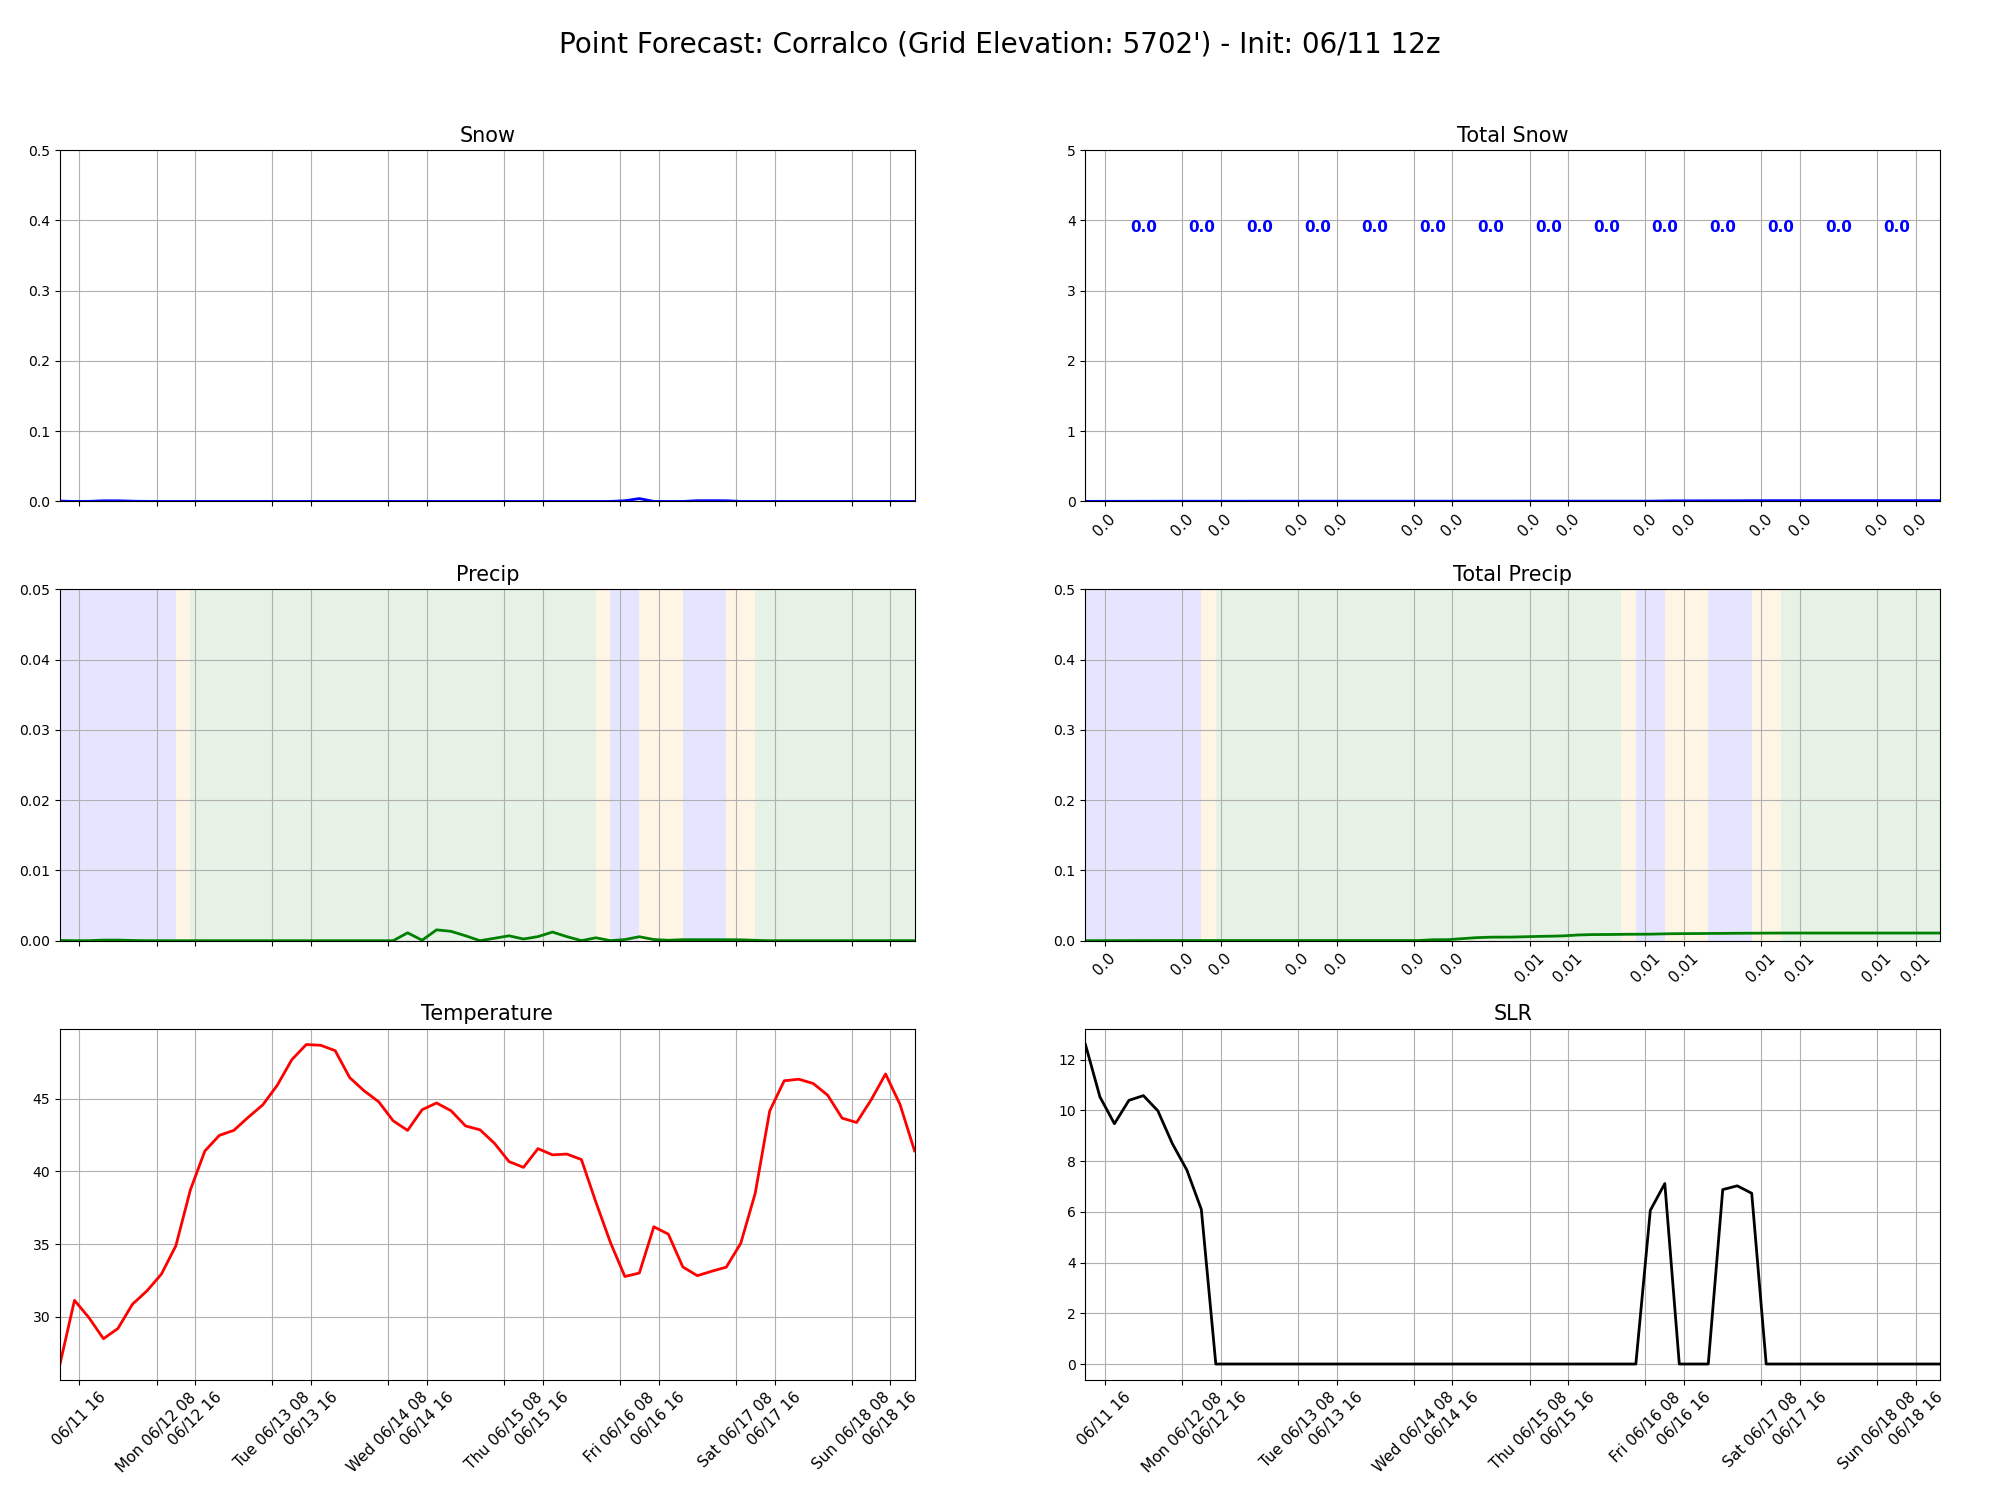 Point Forecast: Corralco (Grid Elevation: 5702') - Init: 06/11 12z
Snow
0.5
0.4
0.3
0.2
0.1
0.0
Total Snow
5
4
3
2
1
0
0.0 0.0 0.0 0.0 0.0 0.0 0.0 0.0 0.0 0.0 0.0 0.0 0.0 0.0
0.0 0.0 0.0 0.0 0.0 0.0 0.0 0.0 0.0 0.0 0.0 0.0 0.0 0.0 0.0
Precip
0.05
0.04
0.03
0.02
0.01
0.00
Total Precip
0.5
0.4
0.3
0.2
0.1
0.0
0.0 0.0 0.0 0.0 0.0 0.0 0.0 0.01 0.01 0.01 0.01 0.01 0.01 0.01 0.01
Temperature
45
40
35
30
06/11 16
Mon 06/12 08
06/12 16
Tue 06/13 08
06/13 16
Wed 06/14 08
06/14 16
Thu 06/15 08
06/15 16
Fri 06/16 08
06/16 16
Sat 06/17 08
06/17 16
Sun 06/18 08
06/18 16
SLR
12
10
8
6
4
2
0
06/11 16
Mon 06/12 08
06/12 16
Tue 06/13 08
06/13 16
Wed 06/14 08
06/14 16
Thu 06/15 08
06/15 16
Fri 06/16 08
06/16 16
Sat 06/17 08
06/17 16
Sun 06/18 08
06/18 16